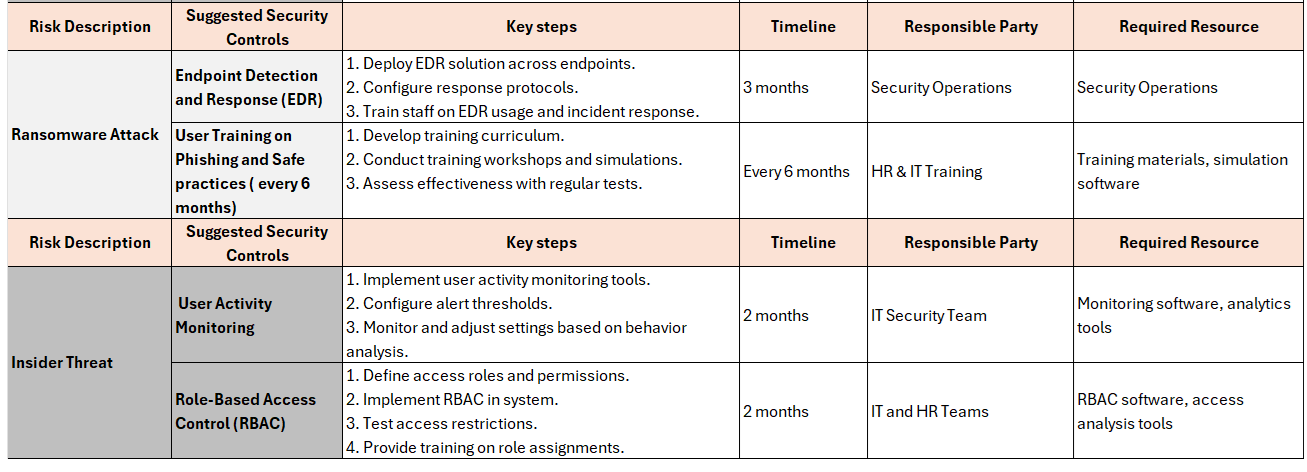 Risk Description
Suggested Security
Controls
Key steps
Timeline
Responsible Party
Required Resource
Ransomware Attack
Endpoint Detection
and Response (EDR)
1. Deploy EDR solution across endpoints.
2. Configure response protocols.
3. Train staff on EDR usage and incident response.
3 months
Security Operations
Security Operations
User Training on
Phishing and Safe
practices ( every 6
months)
1. Develop training curriculum.
2. Conduct training workshops and simulations.
3. Assess effectiveness with regular tests.
Every 6 months
HR & IT Training
Training materials, simulation
software
Risk Description
Suggested Security
Controls
Key steps
Timeline
Responsible Party
Required Resource
Insider Threat
User Activity
Monitoring
1. Implement user activity monitoring tools.
2. Configure alert thresholds.
3. Monitor and adjust settings based on behavior
analysis.
2 months
IT Security Team
Monitoring software, analytics
tools
Role-Based Access
Control (RBAC)
1. Define access roles and permissions.
2. Implement RBAC in system.
3. Test access restrictions.
4. Provide training on role assignments.
2 months
IT and HR Teams
RBAC software, access
analysis tools